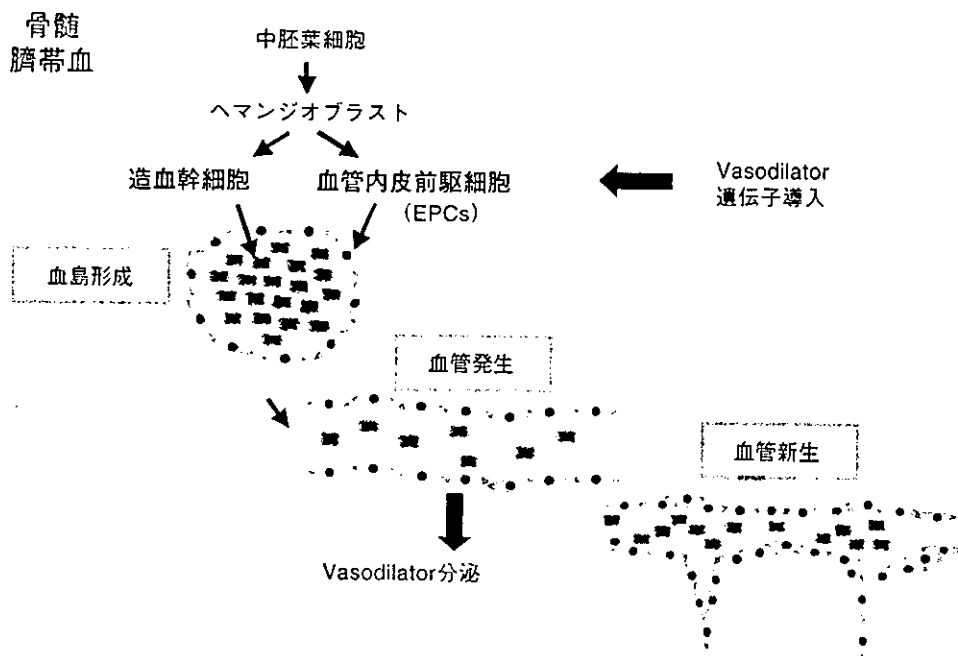 骨髄
臍帯血
中胚葉細胞
ヘマンジオブラスト
造血幹細胞
血管内皮前駆細胞
(EPCs)
Vasodilator
遺伝子導入
血島形成
血管発生
血管新生
Vasodilator分泌